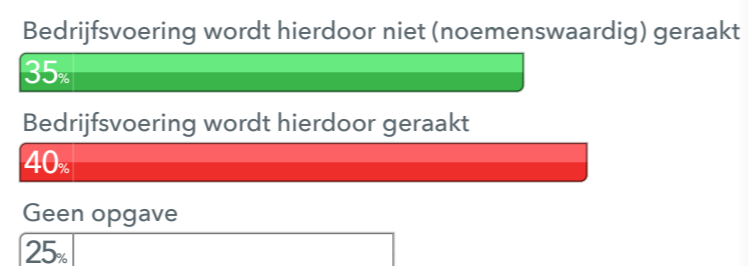 Bedrijfsvoering wordt hierdoor niet (noemenswaardig) geraakt
35%
Bedrijfsvoering wordt hierdoor geraakt
40%
Geen opgave
25%